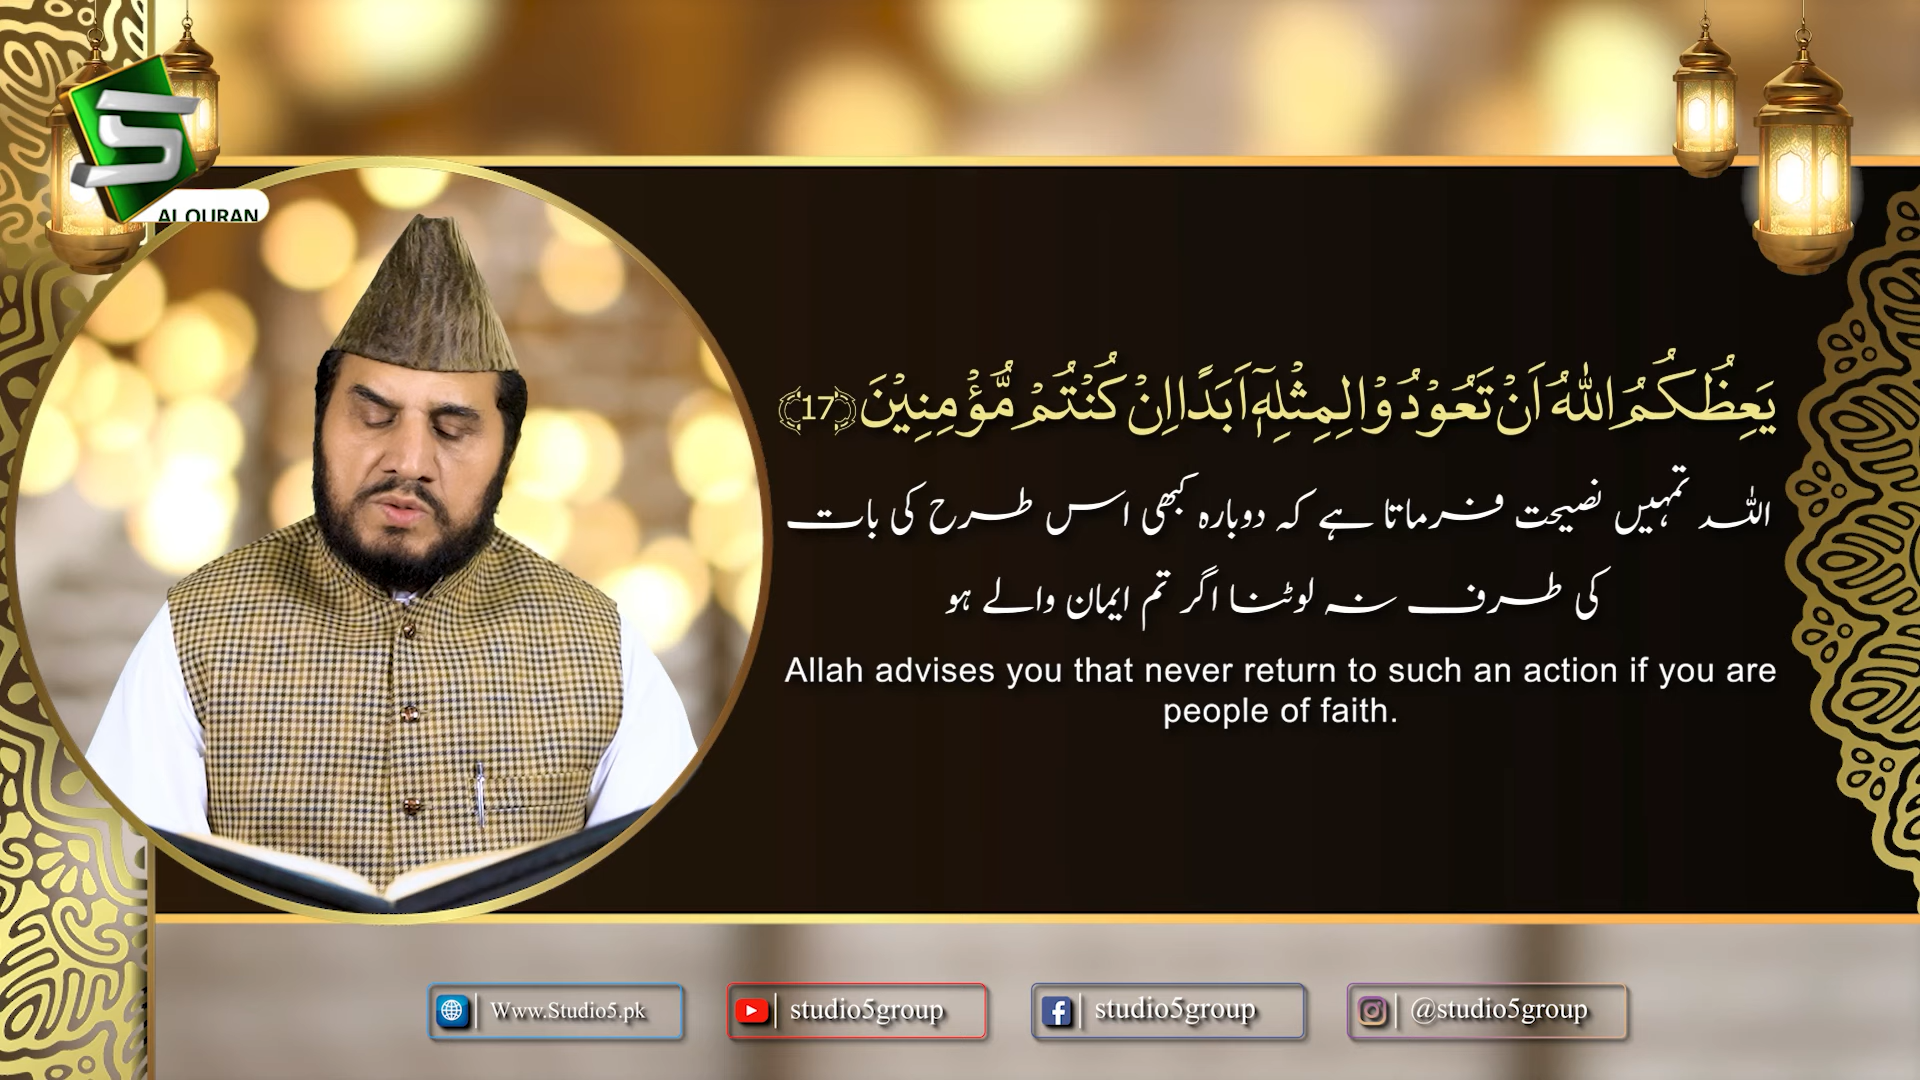 5
ALQURAN
يَعِظُكُمُ اللّٰهُ اَنْ تَعُوْدُوْا لِمِثْلِهٖٓ اَبَدًا اِنْ كُنْتُمْ مُّؤْمِنِيْنَ ﴿17﴾
اللہ تمہیں نصیحت فرماتا ہے کہ دوبارہ کبھی اس طرح کی بات
کی طرف نہ لوٹنا اگر تم ایمان والے ہو
Allah advises you that never return to such an action if you are
people of faith.
Www.Studio5.pk
studio5group
studio5group
@studio5group